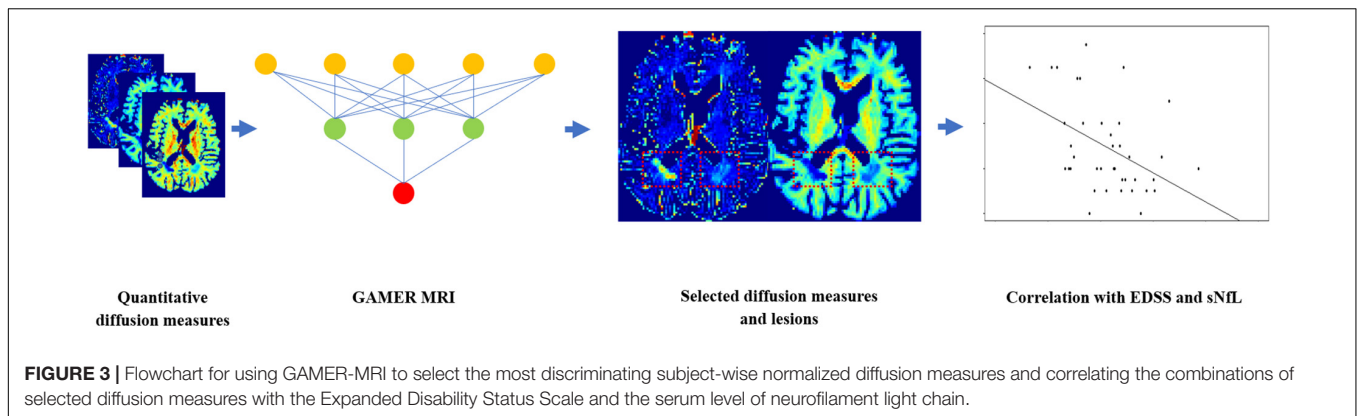 Quantitative
diffusion measures
GAMER MRI
Selected diffusion measures
and lesions
Correlation with EDSS and sNfL
FIGURE 3 | Flowchart for using GAMER-MRI to select the most discriminating subject-wise normalized diffusion measures and correlating the combinations of
selected diffusion measures with the Expanded Disability Status Scale and the serum level of neurofilament light chain.